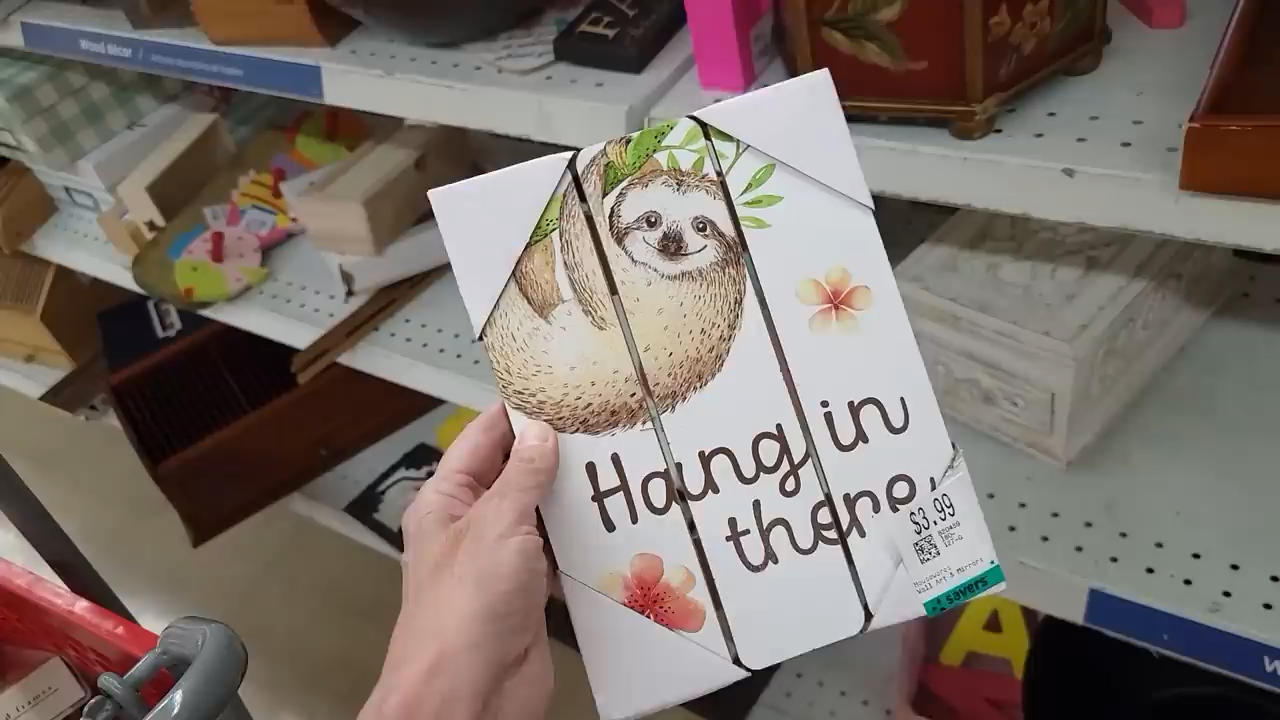 Wood décor /
Hang in
there,
$3.99
Housewares
Wall Art & Mirrors
savers